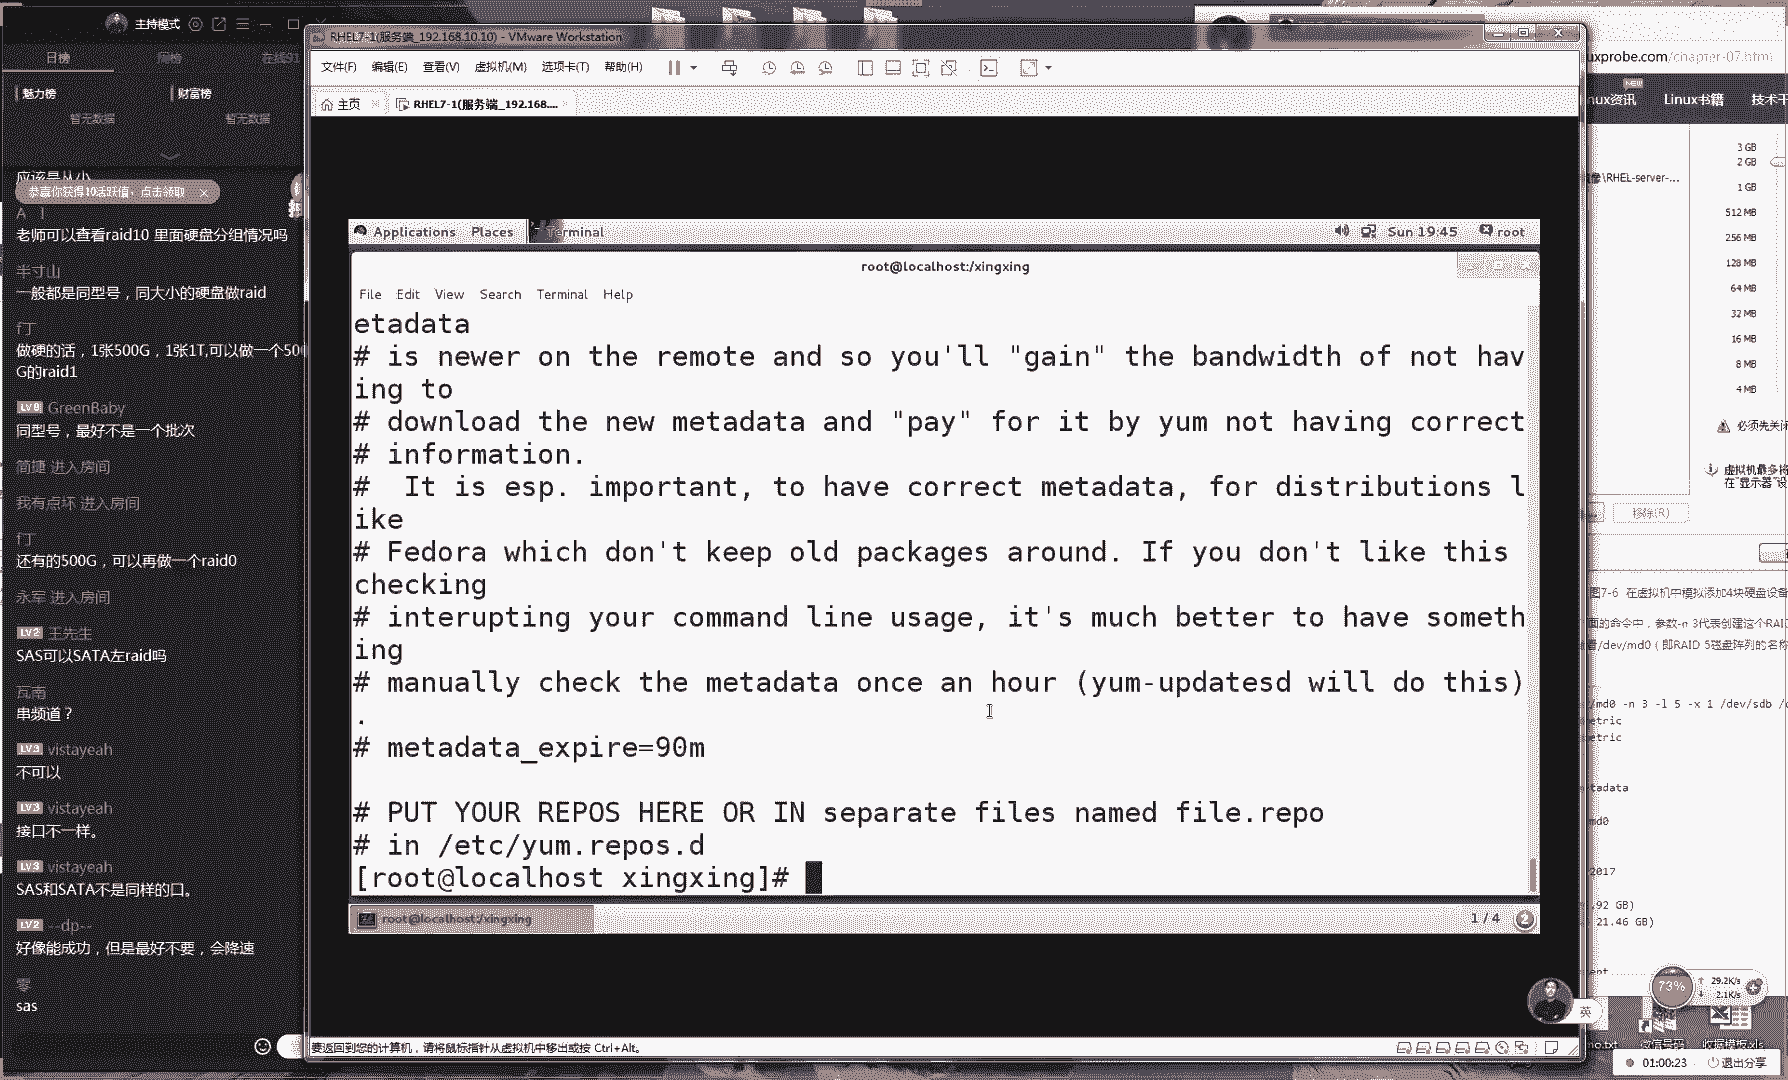 主持模式
日榜
周榜
魅力榜
财富榜
暂无数据
暂无数据
恭喜你获得10活跃值，点击领取 ×
老师可以查看raid10 里面硬盘分组情况吗
半寸山
一般都是同型号，同大小的硬盘做raid
f丁
做硬的话，1张500G，1张1T,可以做一个50
G的raid1
LV8 GreenBaby
同型号，最好不是一个批次
简捷 进入房间
我有点坏 进入房间
f丁
还有的500G，可以再做一个raid0
永军 进入房间
LV2 王先生
SAS可以SATA左raid吗
瓦南
串频道？
LV3 vistayeah
不可以
LV3 vistayeah
接口不一样。
LV3 vistayeah
SAS和SATA不是同样的口。
LV2 --dp--
好像能成功，但是最好不要，会降速
零
sas
RHEL7-1(服务端_192.168.10.10) - VMware Workstation
文件(F) 编辑(E) 查看(V) 虚拟机(M) 选项卡(T) 帮助(H)
主页 × RHEL7-1(服务端_192.168.... ×
Applications Places Terminal Sun 19:45 root
root@localhost:/xingxing
File Edit View Search Terminal Help
etadata
# is newer on the remote and so you'll "gain" the bandwidth of not hav
ing to
# download the new metadata and "pay" for it by yum not having correct
# information.
#  It is esp. important, to have correct metadata, for distributions l
ike
# Fedora which don't keep old packages around. If you don't like this
checking
# interupting your command line usage, it's much better to have someth
ing
# manually check the metadata once an hour (yum-updatesd will do this)
.
# metadata_expire=90m
# PUT YOUR REPOS HERE OR IN separate files named file.repo
# in /etc/yum.repos.d
[root@localhost xingxing]#
root@localhost:/xingxing
1 / 4 2
要返回到您的计算机，请将鼠标指针从虚拟机中移出或按 Ctrl+Alt。
uxprobe.com/chapter-07.html
NEW
nux资讯 Linux书籍 技术干
3 GB
2 GB
\RHEL-server-...
1 GB
512 MB
256 MB
128 MB
64 MB
32 MB
16 MB
8 MB
4 MB
必须先关闭
虚拟机最多将
在"显示器"设
移除(R)
图7-6 在虚拟机中模拟添加4块硬盘设备
面的命令中，参数-n 3代表创建这个RAID
/dev/md0（即RAID 5磁盘阵列的名称
/md0 -n 3 -l 5 -x 1 /dev/sdb /d
metric
metric
etadata
md0
2017
.92 GB)
21.46 GB)
73%
29.2K/s
2.1K/s
英
微信号码
收据模板.xls
01:00:23
退出分享